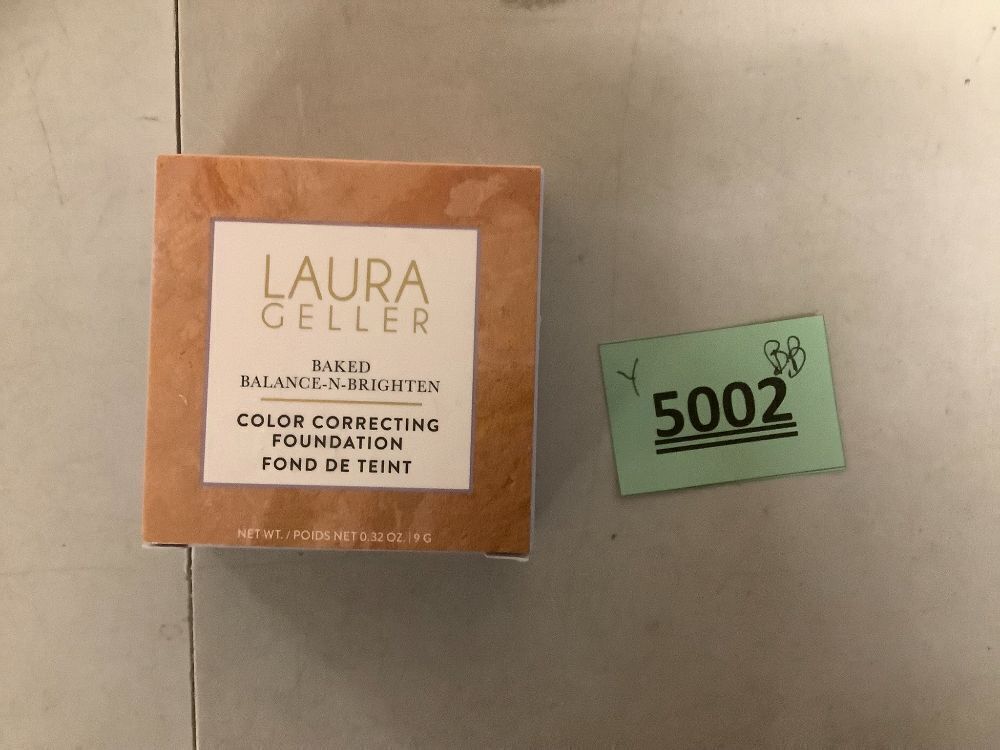 LAURA
GELLER
BAKED
BALANCE-N-BRIGHTEN
COLOR CORRECTING
FOUNDATION
FOND DE TEINT
NET WT. / POIDS NET 0.32 OZ. | 9 G
Y
BB
5002